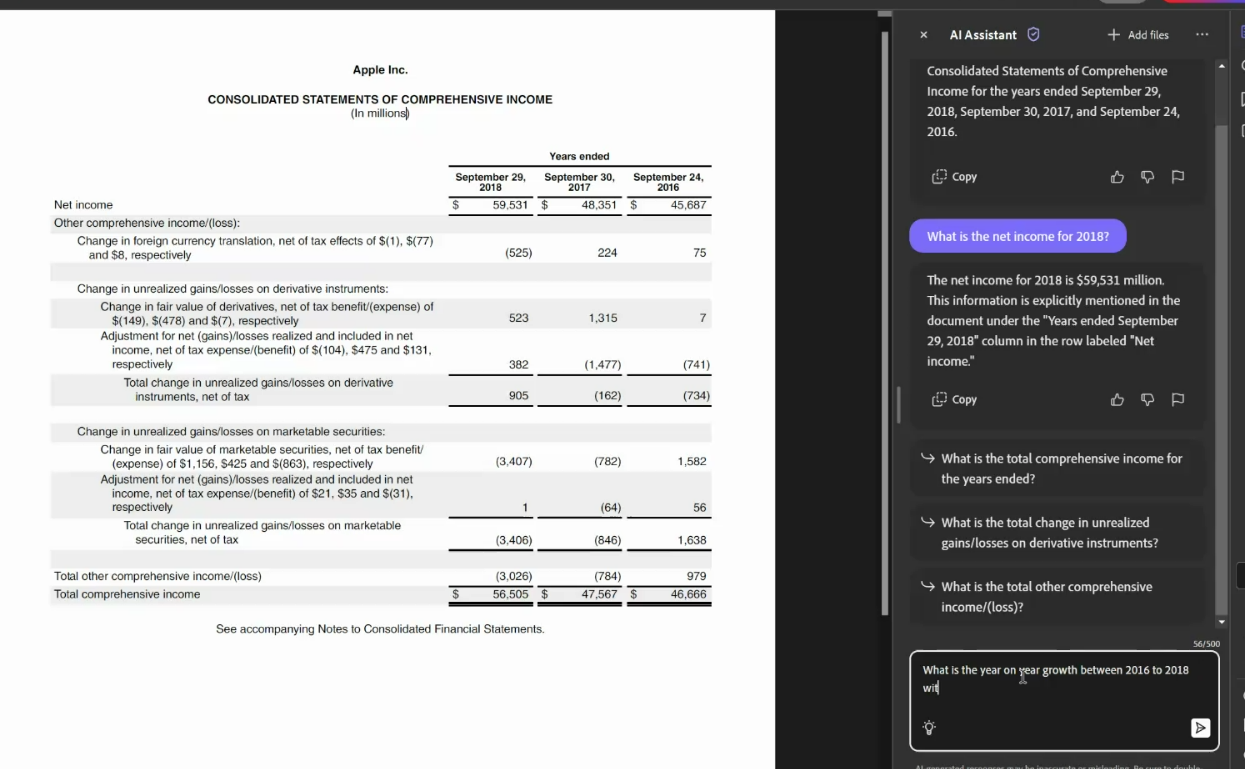 Apple Inc.
CONSOLIDATED STATEMENTS OF COMPREHENSIVE INCOME
(In millions)
Years ended
September 29, 2018 September 30, 2017 September 24, 2016
Net income $ 59,531 $ 48,351 $ 45,687
Other comprehensive income/(loss):
Change in foreign currency translation, net of tax effects of $(1), $(77)
and $8, respectively (525) 224 75
Change in unrealized gains/losses on derivative instruments:
Change in fair value of derivatives, net of tax benefit/(expense) of
$(149), $(478) and $(7), respectively 523 1,315 7
Adjustment for net (gains)/losses realized and included in net
income, net of tax expense/(benefit) of $(104), $475 and $131,
respectively 382 (1,477) (741)
Total change in unrealized gains/losses on derivative
instruments, net of tax 905 (162) (734)
Change in unrealized gains/losses on marketable securities:
Change in fair value of marketable securities, net of tax benefit/
(expense) of $1,156, $425 and $(863), respectively (3,407) (782) 1,582
Adjustment for net (gains)/losses realized and included in net
income, net of tax expense/(benefit) of $21, $35 and $(31),
respectively 1 (64) 56
Total change in unrealized gains/losses on marketable
securities, net of tax (3,406) (846) 1,638
Total other comprehensive income/(loss) (3,026) (784) 979
Total comprehensive income $ 56,505 $ 47,567 $ 46,666
See accompanying Notes to Consolidated Financial Statements.
AI Assistant
Add files
Consolidated Statements of Comprehensive
Income for the years ended September 29,
2018, September 30, 2017, and September 24,
2016.
Copy
What is the net income for 2018?
The net income for 2018 is $59,531 million.
This information is explicitly mentioned in the
document under the "Years ended September
29, 2018" column in the row labeled "Net
income."
Copy
What is the total comprehensive income for
the years ended?
What is the total change in unrealized
gains/losses on derivative instruments?
What is the total other comprehensive
income/(loss)?
56/500
What is the year on year growth between 2016 to 2018
wit
AI generated responses may be inaccurate or misleading. Be sure to double-